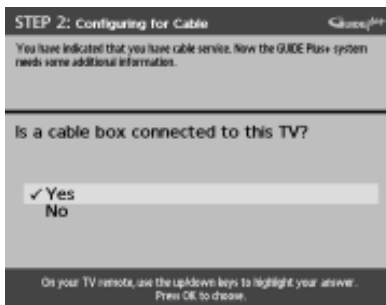 STEP 2: Configuring for Cable
You have indicated that you have cable service. Now the GUIDE Plus+ system
needs some additional information.
Is a cable box connected to this TV?
✓ Yes
No
On your TV remote, use the up/down keys to highlight your answer.
Press OK to choose.